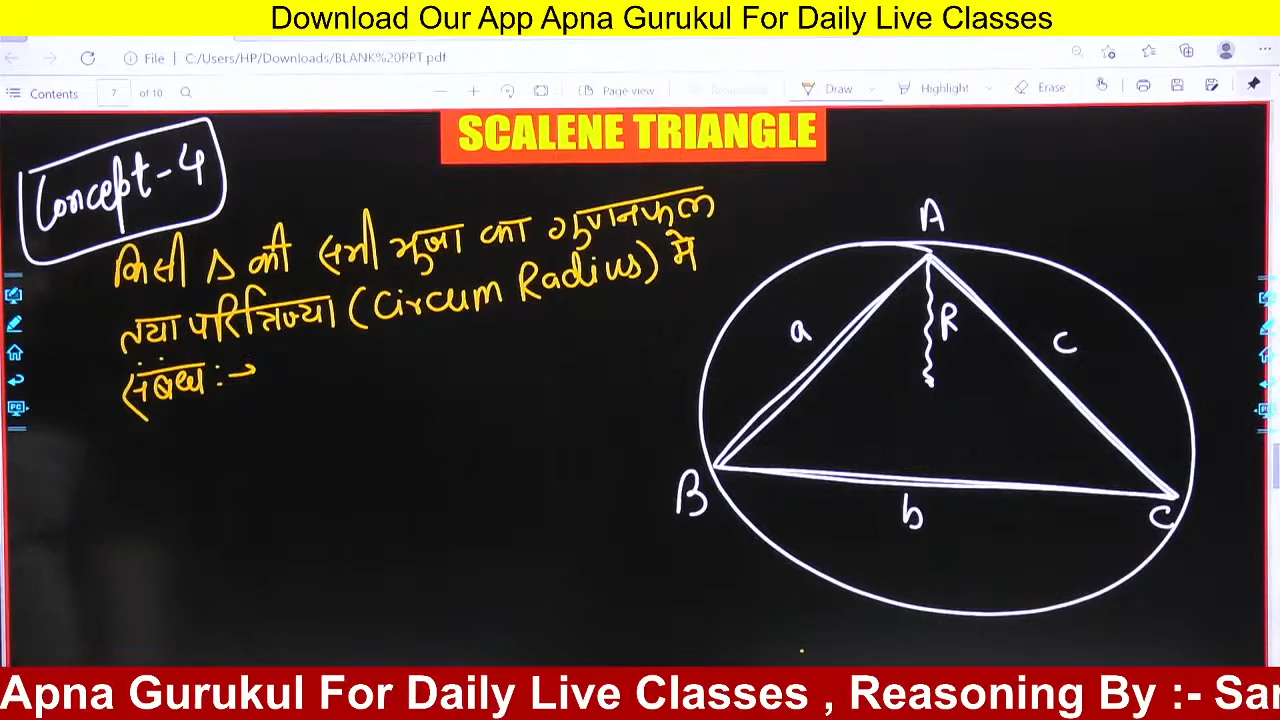 Download Our App Apna Gurukul For Daily Live Classes
File | C:/Users/HP/Downloads/BLANK%20PPT.pdf
Contents 7 of 10 Page view Draw Highlight Erase
SCALENE TRIANGLE
Concept-4
किसी Δ की सभी भुजा का गुणनफल
तथा परित्रिज्या (Circum Radius) में
संबंध :→
A
a
R
c
B
b
C
Apna Gurukul For Daily Live Classes , Reasoning By :- Sar